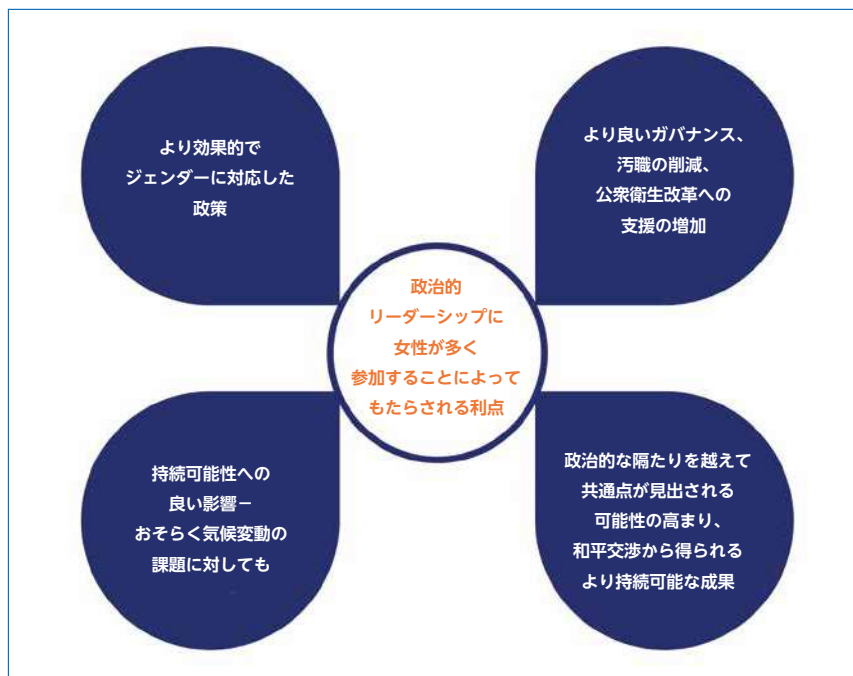 より効果的で
ジェンダーに対応した
政策
より良いガバナンス、
汚職の削減、
公衆衛生改革への
支援の増加
政治的
リーダーシップに
女性が多く
参加することによって
もたらされる利点
持続可能性への
良い影響－
おそらく気候変動の
課題に対しても
政治的な隔たりを越えて
共通点が見出される
可能性の高まり、
和平交渉から得られる
より持続可能な成果